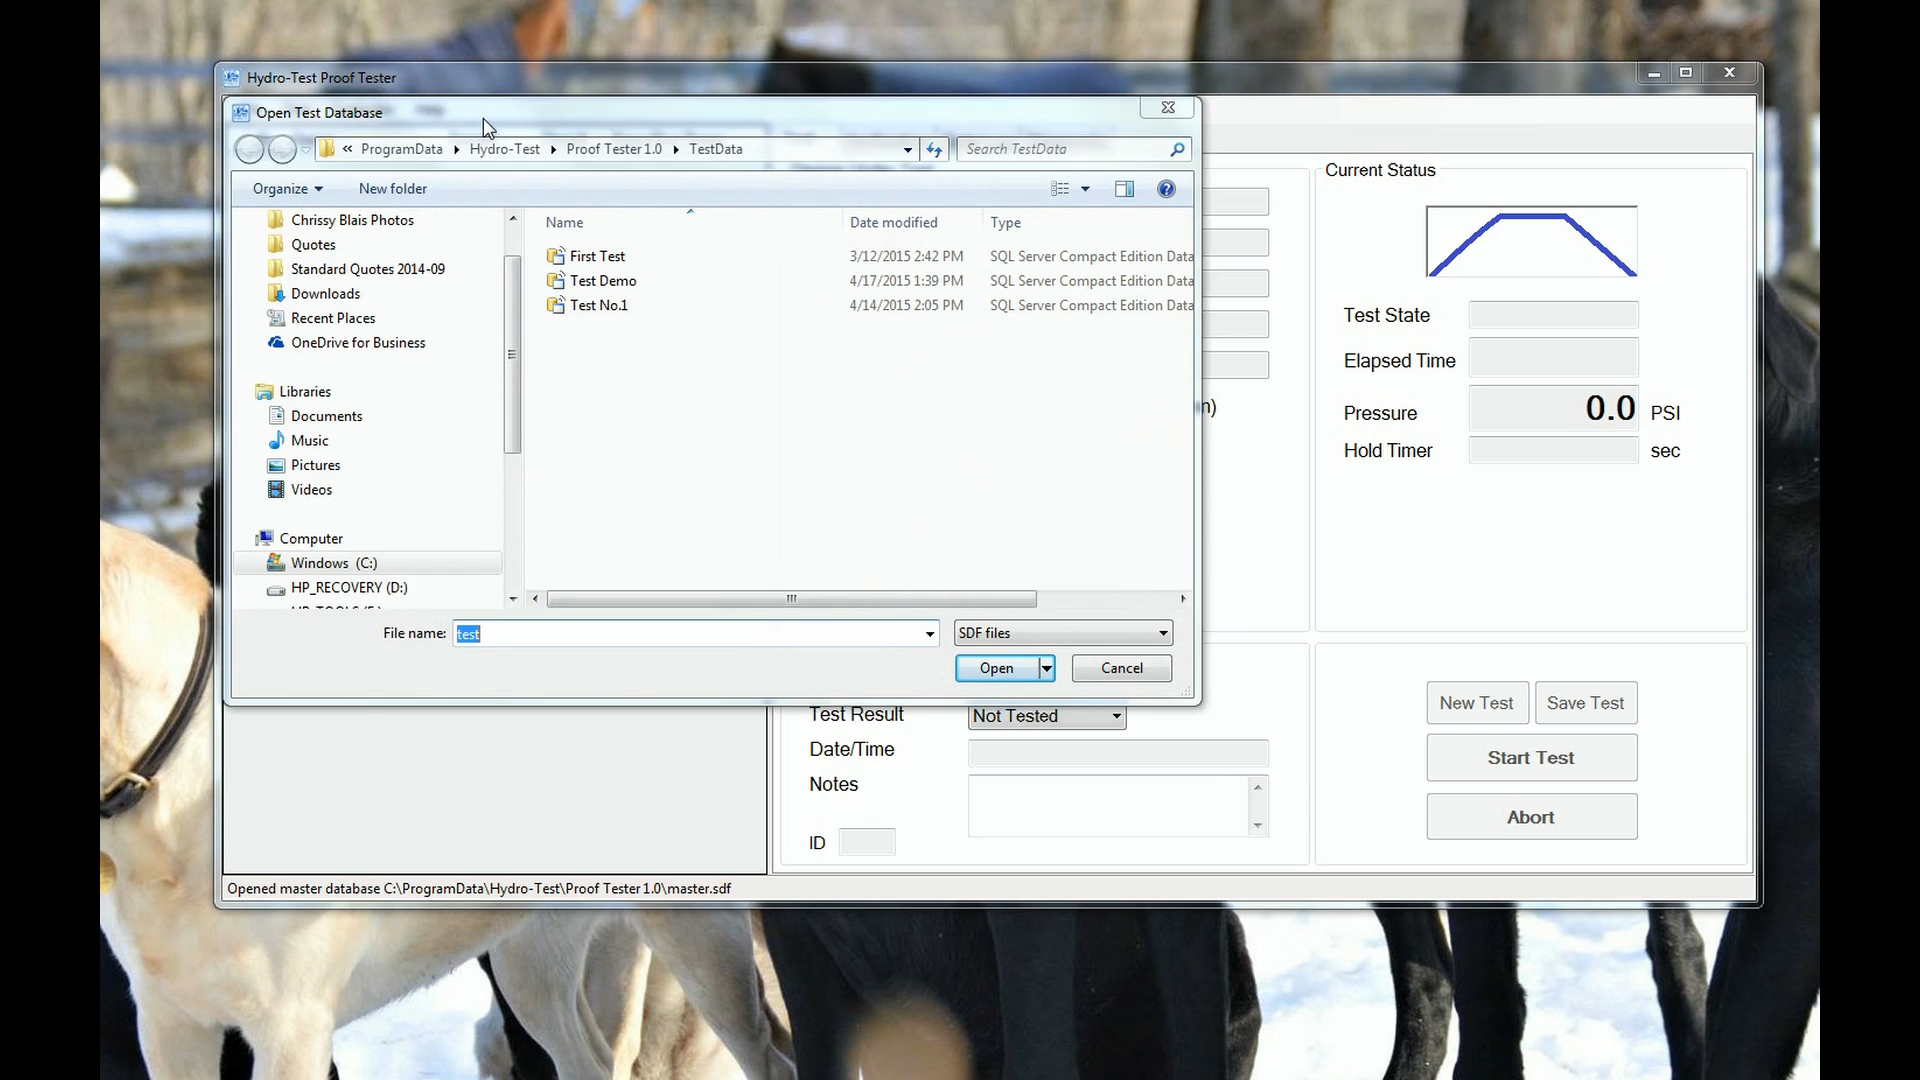 Hydro-Test Proof Tester
Open Test Database
« ProgramData Hydro-Test Proof Tester 1.0 TestData
Search TestData
Organize New folder
Name Date modified Type
Chrissy Blais Photos
Quotes
Standard Quotes 2014-09
Downloads
Recent Places
OneDrive for Business
Libraries
Documents
Music
Pictures
Videos
Computer
Windows (C:)
HP_RECOVERY (D:)
First Test 3/12/2015 2:42 PM SQL Server Compact Edition Data
Test Demo 4/17/2015 1:39 PM SQL Server Compact Edition Data
Test No.1 4/14/2015 2:05 PM SQL Server Compact Edition Data
File name: test SDF files
Open Cancel
n)
Current Status
Test State
Elapsed Time
Pressure 0.0 PSI
Hold Timer sec
Test Result Not Tested
Date/Time
Notes
ID
New Test Save Test
Start Test
Abort
Opened master database C:\ProgramData\Hydro-Test\Proof Tester 1.0\master.sdf